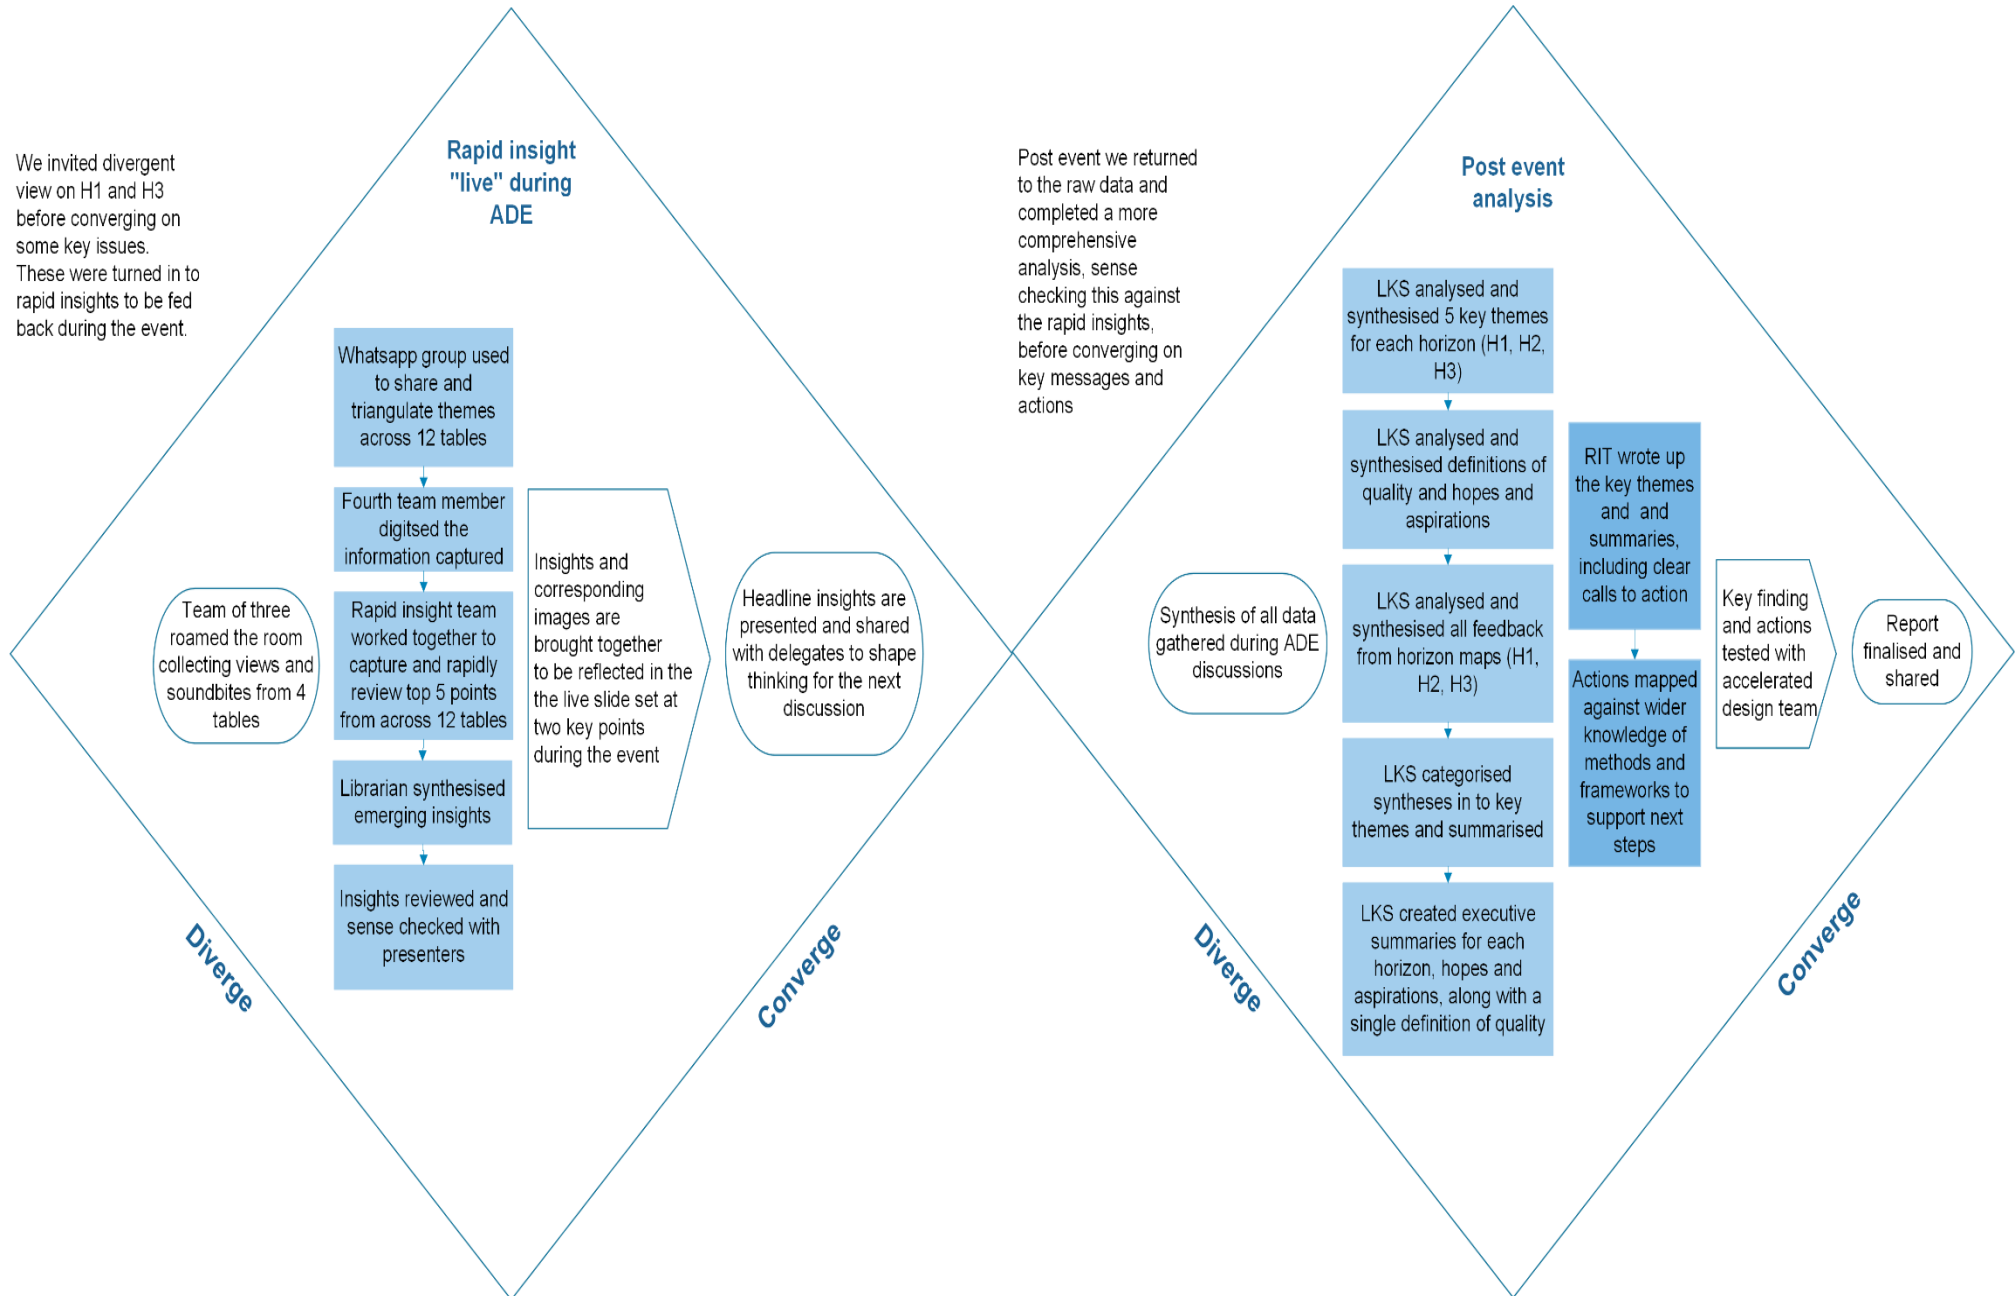 We invited divergent
view on H1 and H3
before converging on
some key issues.
These were turned in to
rapid insights to be fed
back during the event.
Rapid insight
"live" during
ADE
Team of three
roamed the room
collecting views and
soundbites from 4
tables
Whatsapp group used
to share and
triangulate themes
across 12 tables
Fourth team member
digitsed the
information captured
Rapid insight team
worked together to
capture and rapidly
review top 5 points
from across 12 tables
Librarian synthesised
emerging insights
Insights reviewed and
sense checked with
presenters
Insights and
corresponding
images are
brought together
to be reflected in the
the live slide set at
two key points
during the event
Headline insights are
presented and shared
with delegates to shape
thinking for the next
discussion
Diverge
Converge
Post event we returned
to the raw data and
completed a more
comprehensive
analysis, sense
checking this against
the rapid insights,
before converging on
key messages and
actions
Post event
analysis
Synthesis of all data
gathered during ADE
discussions
LKS analysed and
synthesised 5 key themes
for each horizon (H1, H2,
H3)
LKS analysed and
synthesised definitions of
quality and hopes and
aspirations
LKS analysed and
synthesised all feedback
from horizon maps (H1,
H2, H3)
LKS categorised
syntheses in to key
themes and summarised
LKS created executive
summaries for each
horizon, hopes and
aspirations, along with a
single definition of quality
RIT wrote up
the key themes
and  and
summaries,
including clear
calls to action
Actions mapped
against wider
knowledge of
methods and
frameworks to
support next
steps
Key finding
and actions
tested with
accelerated
design team
Report
finalised and
shared
Diverge
Converge